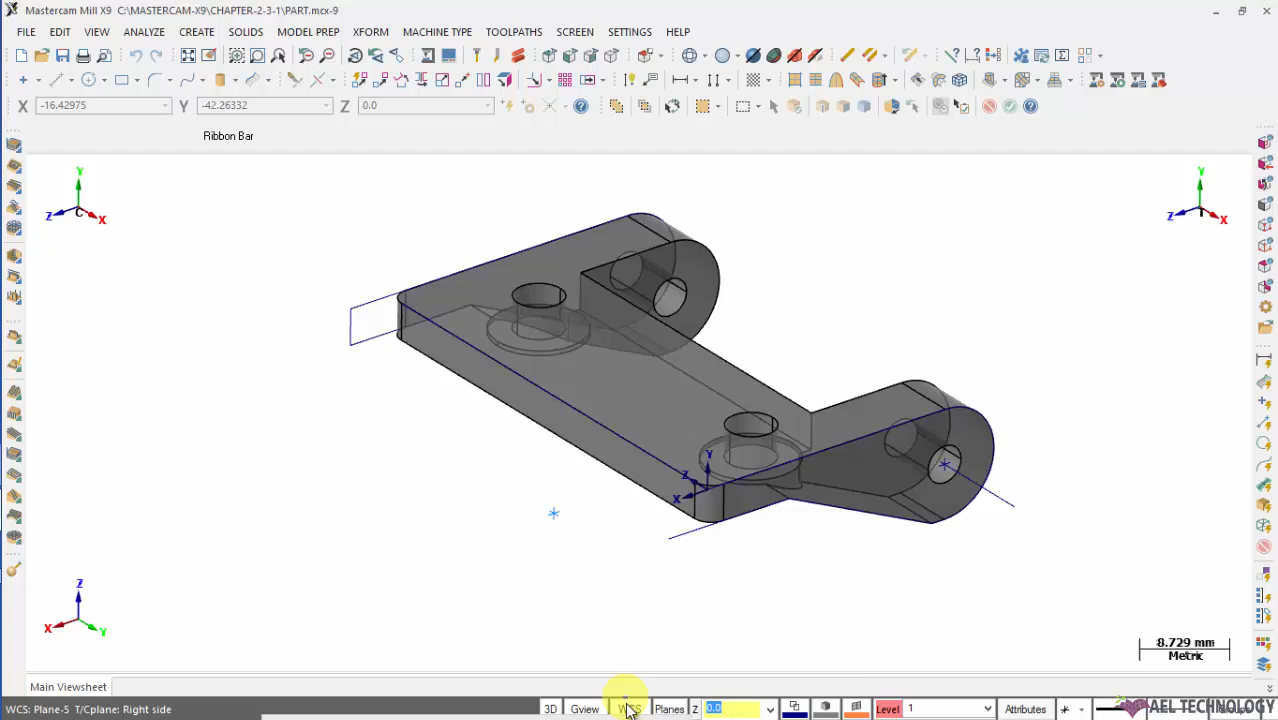 Mastercam Mill X9 C:\MASTERCAM-X9\CHAPTER-2-3-1\PART.mcx-9
FILE EDIT VIEW ANALYZE CREATE SOLIDS MODEL PREP XFORM MACHINE TYPE TOOLPATHS SCREEN SETTINGS HELP
X -16.42975 Y -42.26332 Z 0.0
Ribbon Bar
Y
Z C X
Y
Z X
Y
Z
X
Z
X Y
8.729 mm
Metric
Main Viewsheet
WCS: Plane-5 T/Cplane: Right side 3D Gview WCS Planes Z 0.0 Level 1 Attributes
AEL TECHNOLOGY